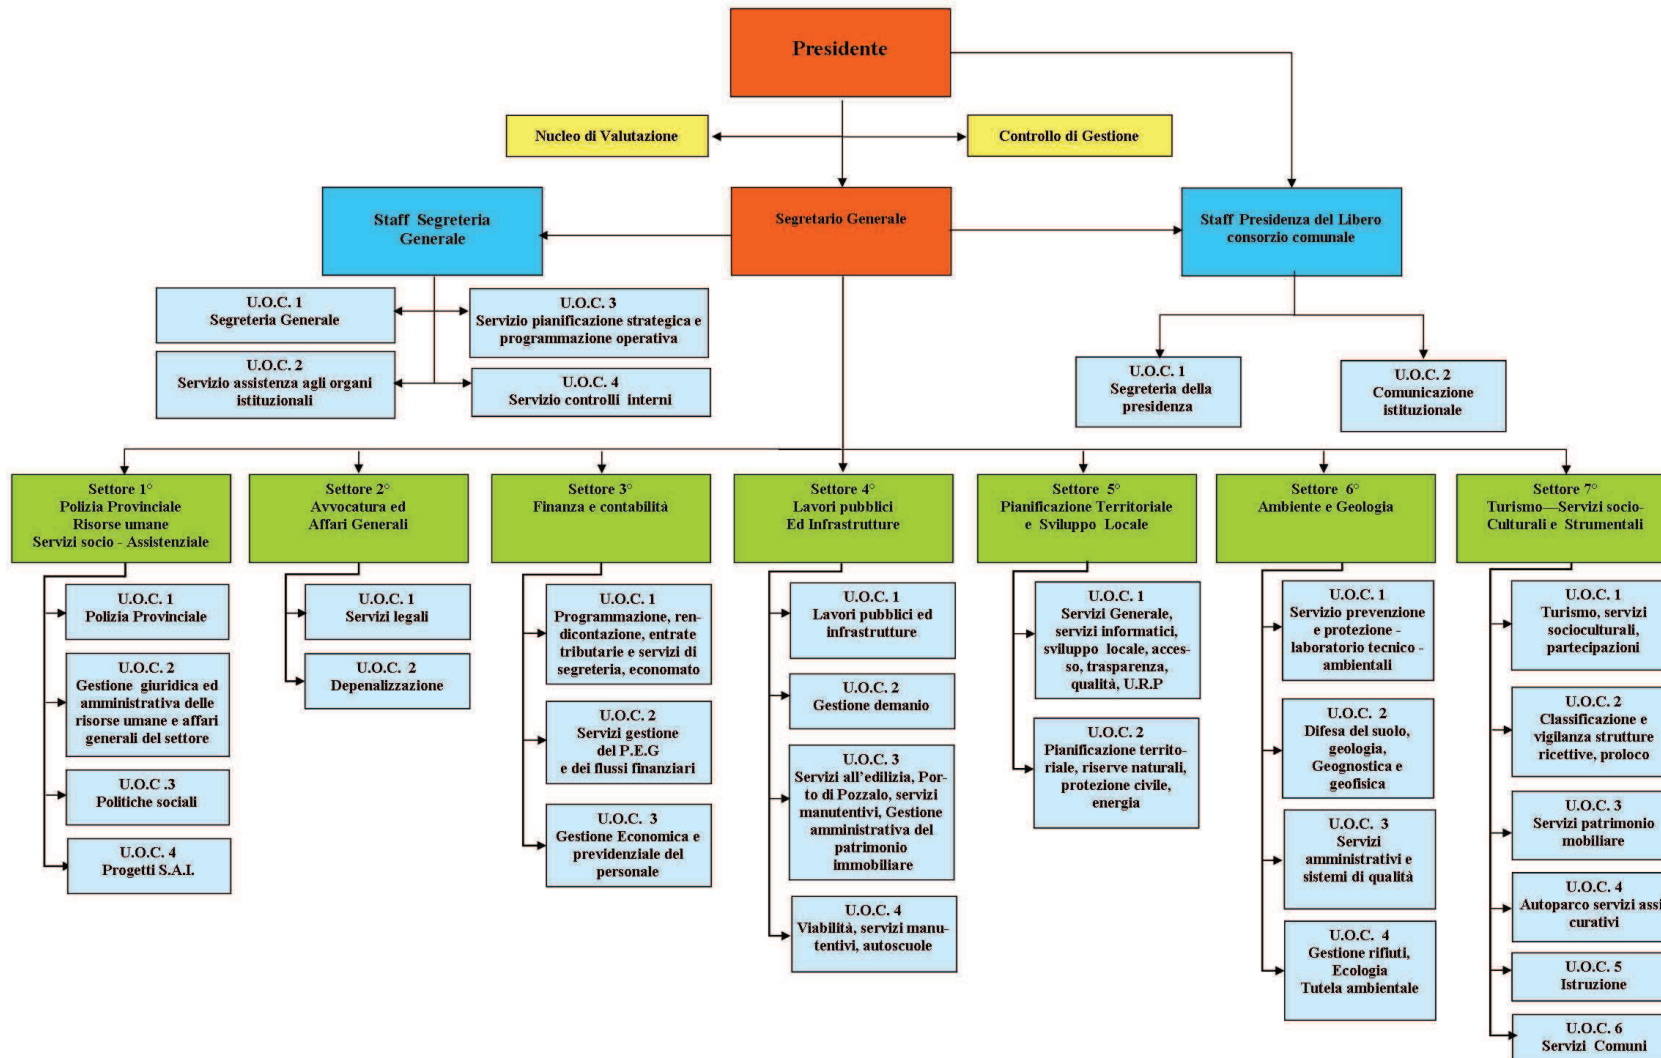 Presidente
Nucleo di Valutazione
Controllo di Gestione
Staff Segreteria
Generale
Segretario Generale
Staff Presidenza del Libero
consorzio comunale
U.O.C. 1
Segreteria Generale
U.O.C. 3
Servizio pianificazione strategica e
programmazione operativa
U.O.C. 2
Servizio assistenza agli organi
istituzionali
U.O.C. 4
Servizio controlli interni
U.O.C. 1
Segreteria della
presidenza
U.O.C. 2
Comunicazione
istituzionale
Settore 1°
Polizia Provinciale
Risorse umane
Servizi socio - Assistenziale
U.O.C. 1
Polizia Provinciale
U.O.C. 2
Gestione giuridica ed
amministrativa delle
risorse umane e affari
generali del settore
U.O.C .3
Politiche sociali
U.O.C. 4
Progetti S.A.I.
Settore 2°
Avvocatura ed
Affari Generali
U.O.C. 1
Servizi legali
U.O.C. 2
Depenalizzazione
Settore 3°
Finanza e contabilità
U.O.C. 1
Programmazione, ren-
dicontazione, entrate
tributarie e servizi di
segreteria, economato
U.O.C. 2
Servizi gestione
del P.E.G
e dei flussi finanziari
U.O.C. 3
Gestione Economica e
previdenziale del
personale
Settore 4°
Lavori pubblici
Ed Infrastrutture
U.O.C. 1
Lavori pubblici ed
infrastrutture
U.O.C. 2
Gestione demanio
U.O.C. 3
Servizi all'edilizia, Por-
to di Pozzalo, servizi
manutentivi, Gestione
amministrativa del
patrimonio
immobiliare
U.O.C. 4
Viabilità, servizi manu-
tentivi, autoscuole
Settore 5°
Pianificazione Territoriale
e Sviluppo Locale
U.O.C. 1
Servizi Generale,
servizi informatici,
sviluppo locale, acces-
so, trasparenza,
qualità, U.R.P
U.O.C. 2
Pianificazione territo-
riale, riserve naturali,
protezione civile,
energia
Settore 6°
Ambiente e Geologia
U.O.C. 1
Servizio prevenzione
e protezione -
laboratorio tecnico -
ambientali
U.O.C. 2
Difesa del suolo,
geologia,
Geognostica e
geofisica
U.O.C. 3
Servizi
amministrativi e
sistemi di qualità
U.O.C. 4
Gestione rifiuti,
Ecologia
Tutela ambientale
Settore 7°
Turismo—Servizi socio-
Culturali e Strumentali
U.O.C. 1
Turismo, servizi
socioculturali,
partecipazioni
U.O.C. 2
Classificazione e
vigilanza strutture
ricettive, proloco
U.O.C. 3
Servizi patrimonio
mobiliare
U.O.C. 4
Autoparco servizi assi
curativi
U.O.C. 5
Istruzione
U.O.C. 6
Servizi Comuni